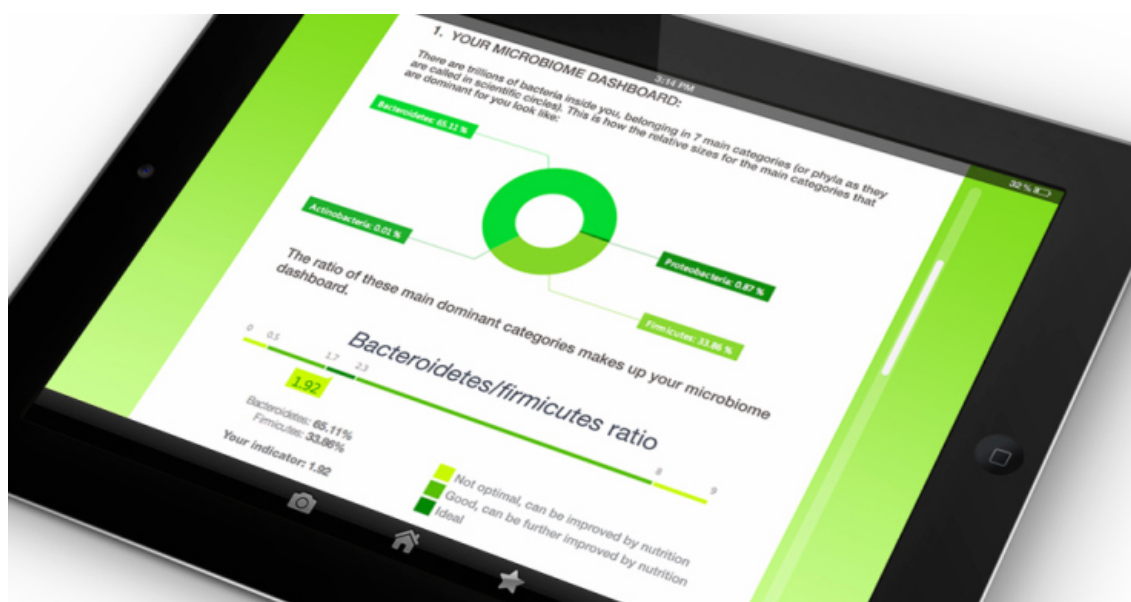 3:14 PM
32 %
1. YOUR MICROBIOME DASHBOARD:
There are trillions of bacteria inside you, belonging in 7 main categories (or phyla as they
are called in scientific circles). This is how the relative sizes for the main categories that
are dominant for you look like:
Bacteroidetes: 65.11 %
Actinobacteria: 0.01 %
Proteobacteria: 0.87 %
Firmicutes: 33.86 %
The ratio of these main dominant categories makes up your microbiome
dashboard.
Bacteroidetes/firmicutes ratio
0 0.5 1.7 2.3 8 9
1.92
Bacteroidetes: 65.11%
Firmicutes: 33.86%
Your indicator: 1.92
Not optimal, can be improved by nutrition
Good, can be further improved by nutrition
Ideal